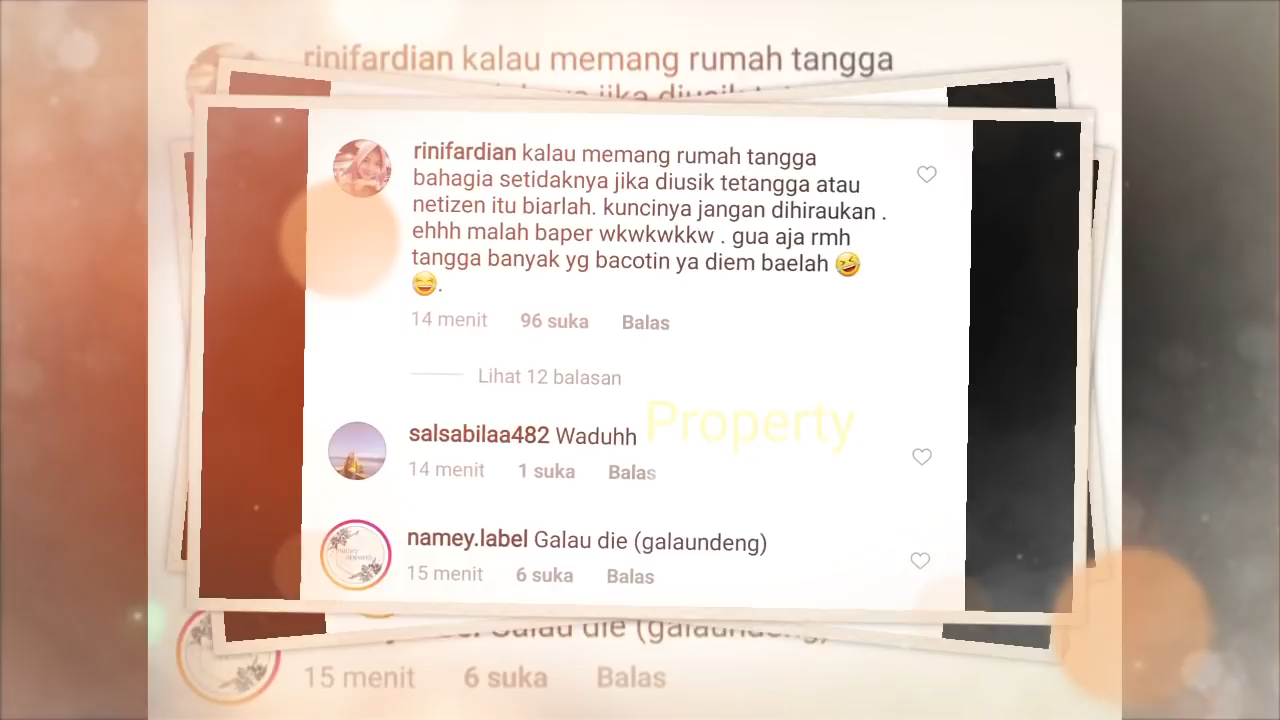 rinifardian kalau memang rumah tangga
rinifardian kalau memang rumah tangga
bahagia setidaknya jika diusik tetangga atau
netizen itu biarlah. kuncinya jangan dihiraukan .
ehhh malah baper wkwkwkkw . gua aja rmh
tangga banyak yg bacotin ya diem baelah 🤣
😄.
14 menit 96 suka Balas
Lihat 12 balasan
Property
salsabilaa482 Waduhh
14 menit 1 suka Balas
namey.label Galau die (galaundeng)
15 menit 6 suka Balas
Galau die (galaundeng)
15 menit 6 suka Balas